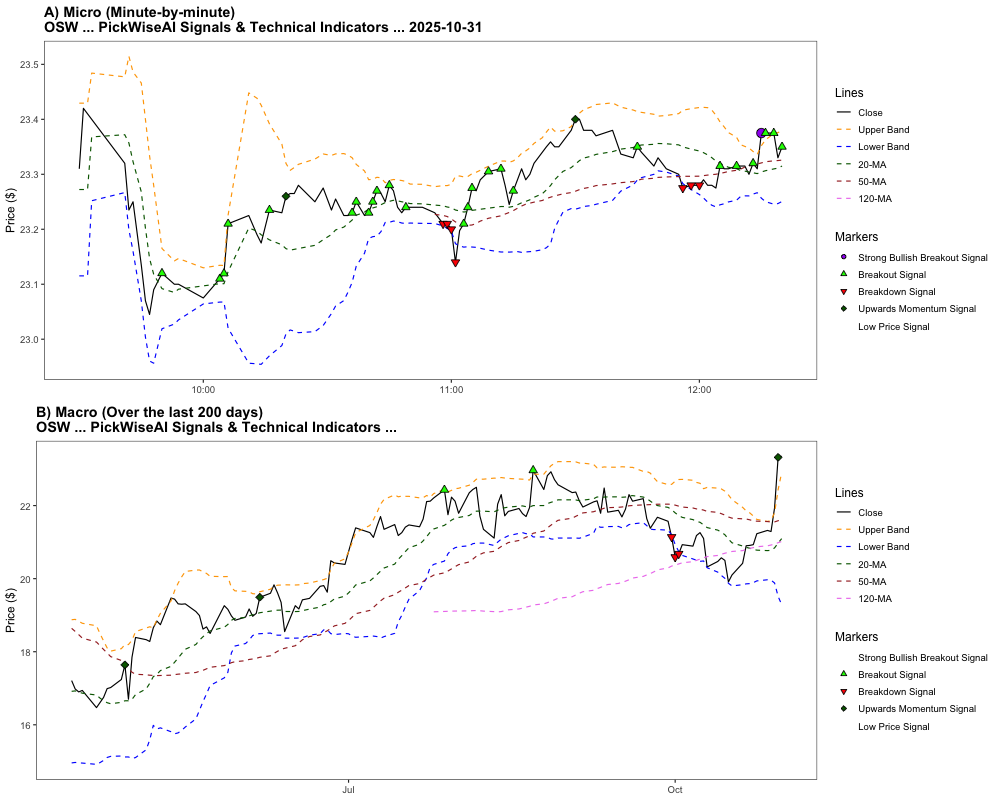 A) Micro (Minute-by-minute)
OSW ... PickWiseAI Signals & Technical Indicators ... 2025-10-31
Price ($)
23.5
23.4
23.3
23.2
23.1
23.0
10:00
11:00
12:00
Lines
Close
Upper Band
Lower Band
20-MA
50-MA
120-MA
Markers
Strong Bullish Breakout Signal
Breakout Signal
Breakdown Signal
Upwards Momentum Signal
Low Price Signal
B) Macro (Over the last 200 days)
OSW ... PickWiseAI Signals & Technical Indicators ...
Price ($)
22
20
18
16
Jul
Oct
Lines
Close
Upper Band
Lower Band
20-MA
50-MA
120-MA
Markers
Strong Bullish Breakout Signal
Breakout Signal
Breakdown Signal
Upwards Momentum Signal
Low Price Signal